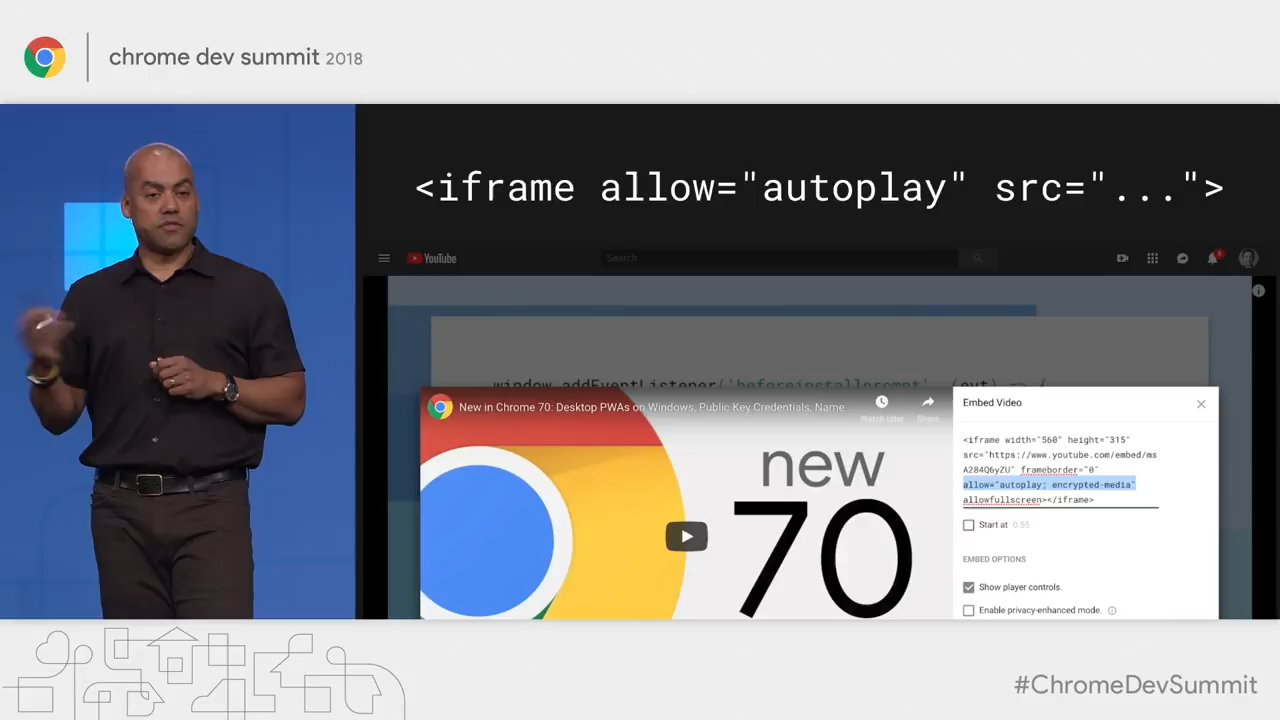 chrome dev summit 2018
<iframe allow="autoplay" src="...">
YouTube
Search
window.addEventListener('beforeinstallprompt', (evt) => {
New in Chrome 70: Desktop PWAs on Windows, Public Key Credentials, Name ...
Watch later
Share
new
70
Embed Video
<iframe width="560" height="315"
src="https://www.youtube.com/embed/ms
A284Q6yZU" frameborder="0"
allow="autoplay; encrypted-media"
allowfullscreen></iframe>
Start at 0:55
EMBED OPTIONS
Show player controls.
Enable privacy-enhanced mode.
#ChromeDevSummit